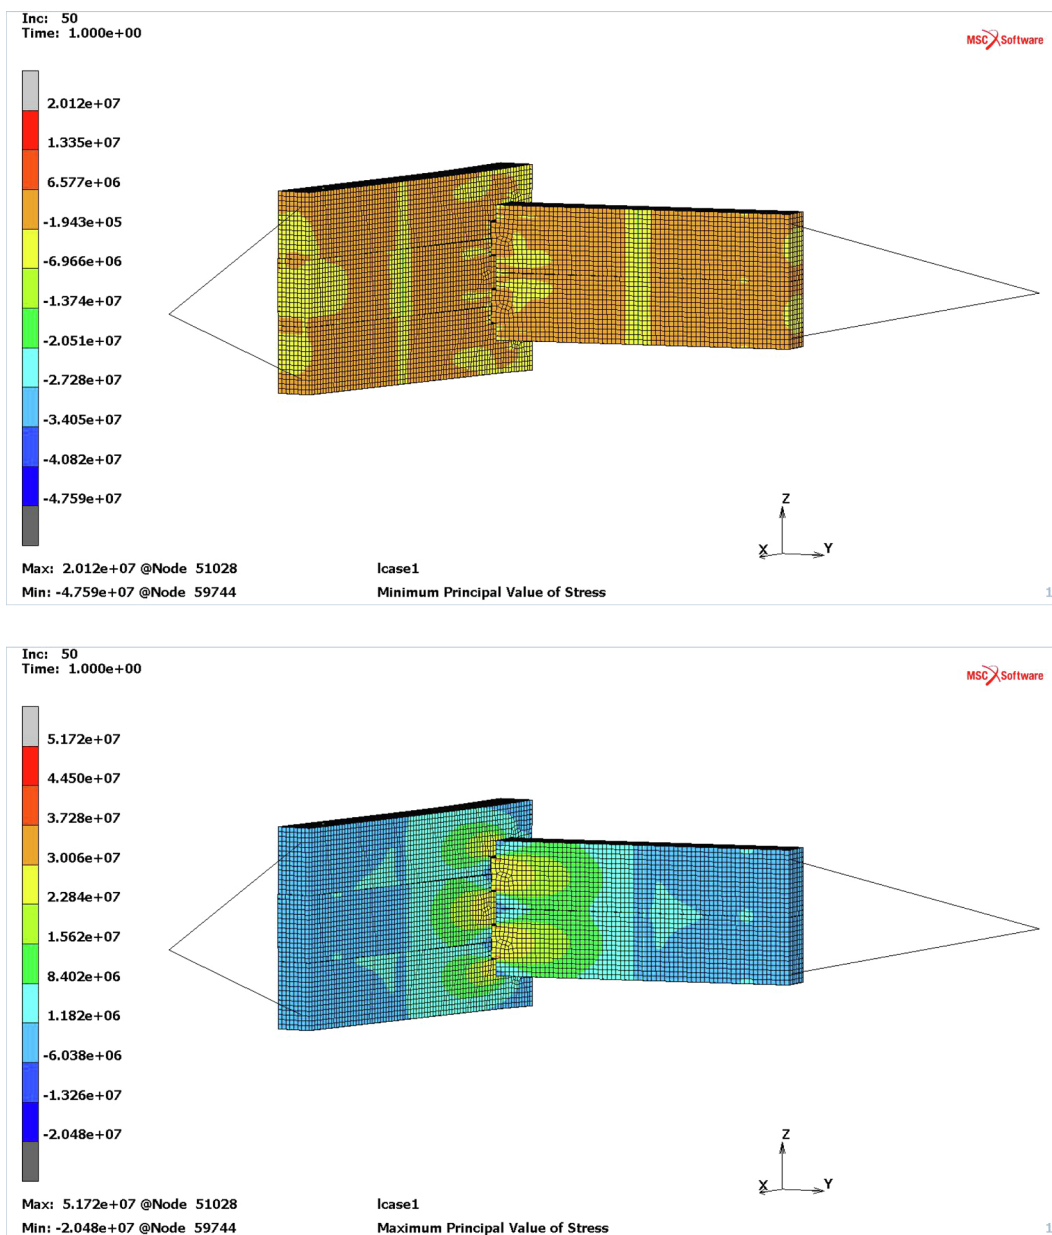 Inc: 50
Time: 1.000e+00
MSC Software
2.012e+07
1.335e+07
6.577e+06
-1.943e+05
-6.966e+06
-1.374e+07
-2.051e+07
-2.728e+07
-3.405e+07
-4.082e+07
-4.759e+07
Z
X Y
Max: 2.012e+07 @Node 51028
lcase1
Min: -4.759e+07 @Node 59744
Minimum Principal Value of Stress
1
Inc: 50
Time: 1.000e+00
MSC Software
5.172e+07
4.450e+07
3.728e+07
3.006e+07
2.284e+07
1.562e+07
8.402e+06
1.182e+06
-6.038e+06
-1.326e+07
-2.048e+07
Z
X Y
Max: 5.172e+07 @Node 51028
lcase1
Min: -2.048e+07 @Node 59744
Maximum Principal Value of Stress
1